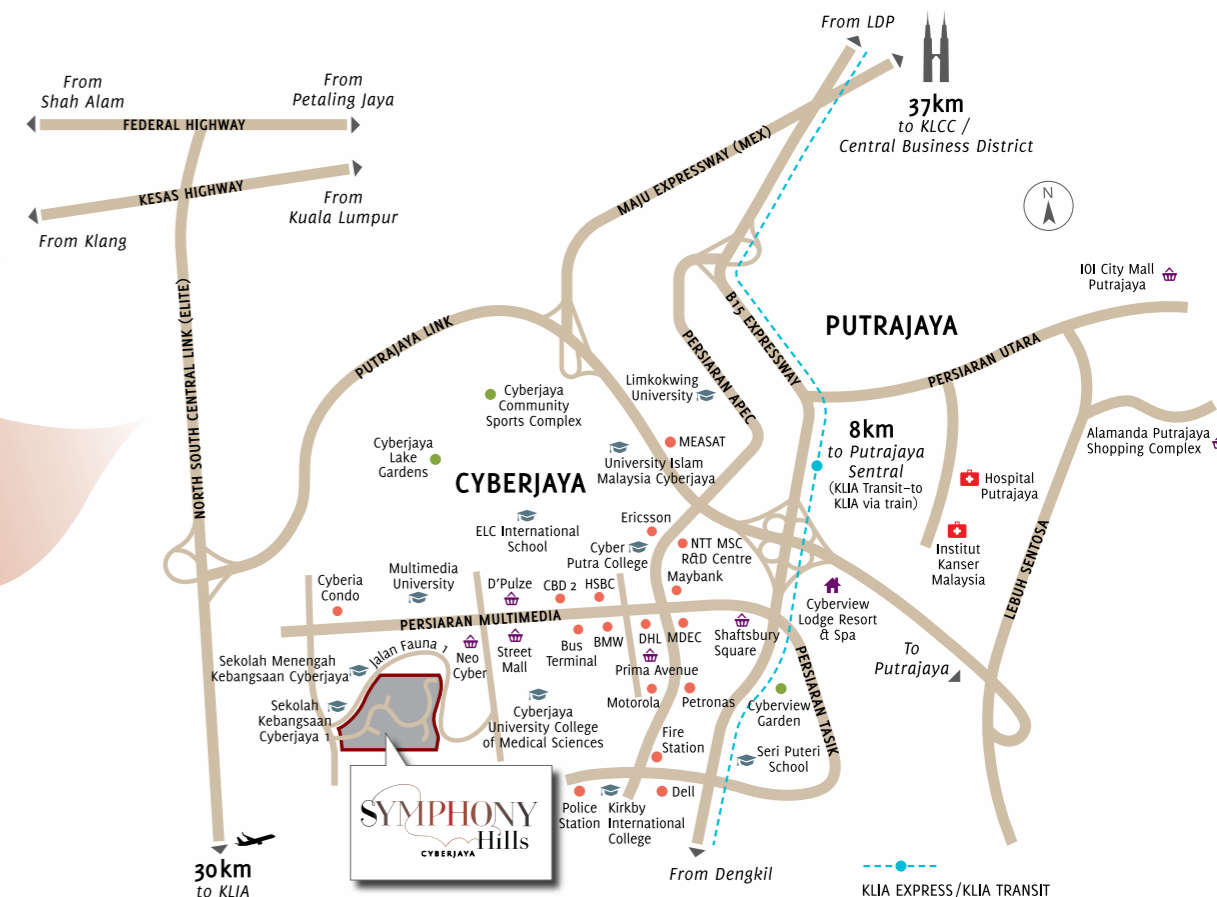 From LDP
From
Shah Alam
From
Petaling Jaya
FEDERAL HIGHWAY
37km
to KLCC /
Central Business District
KESAS HIGHWAY
From
Kuala Lumpur
From Klang
MAJU EXPRESSWAY (MEX)
N
IOI City Mall
Putrajaya
NORTH SOUTH CENTRAL LINK (ELITE)
PUTRAJAYA LINK
B15 EXPRESSWAY
PUTRAJAYA
PERSIARAN UTARA
PERSIARAN APEC
Limkokwing
University
Cyberjaya
Community
Sports Complex
8km
to Putrajaya
Sentral
(KLIA Transit-to
KLIA via train)
Alamanda Putrajaya
Shopping Complex
Cyberjaya
Lake
Gardens
MEASAT
University Islam
Malaysia Cyberjaya
CYBERJAYA
Hospital
Putrajaya
ELC International
School
Ericsson
Cyber
Putra College
NTT MSC
R&D Centre
Institut
Kanser
Malaysia
LEBUH SENTOSA
Cyberia
Condo
Multimedia
University
D'Pulze
CBD 2
HSBC
Maybank
Cyberview
Lodge Resort
& Spa
PERSIARAN MULTIMEDIA
Bus
Terminal
BMW
DHL
MDEC
Shaftsbury
Square
Street
Mall
Neo
Cyber
Prima Avenue
To
Putrajaya
Jalan Fauna 1
Sekolah Menengah
Kebangsaan Cyberjaya
Sekolah
Kebangsaan
Cyberjaya 1
Cyberjaya
University College
of Medical Sciences
Motorola
Petronas
Cyberview
Garden
PERSIARAN TASIK
Fire
Station
Seri Puteri
School
SYMPHONY
Hills
CYBERJAYA
Police
Station
Kirkby
International
College
Dell
30km
to KLIA
From Dengkil
KLIA EXPRESS/KLIA TRANSIT